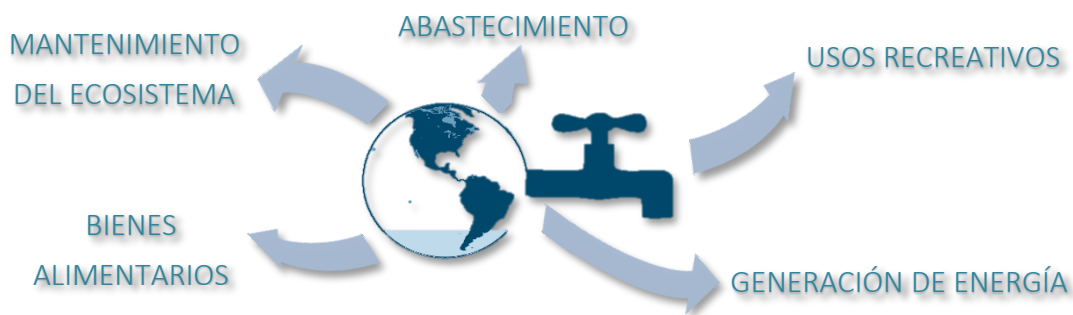 MANTENIMIENTO
DEL ECOSISTEMA
ABASTECIMIENTO
USOS RECREATIVOS
BIENES
ALIMENTARIOS
GENERACIÓN DE ENERGÍA